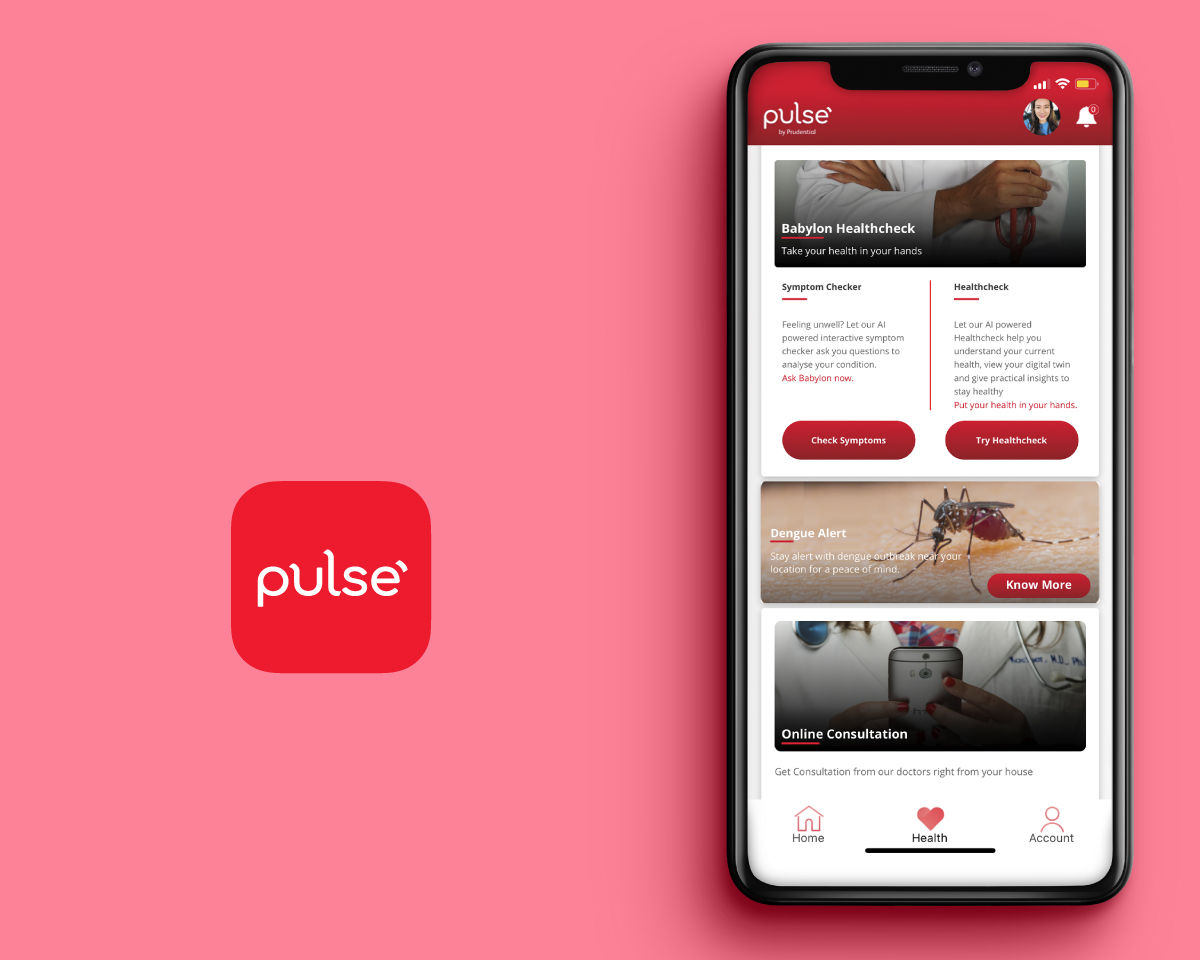 pulse
pulse
by Prudential
0
Babylon Healthcheck
Take your health in your hands
Symptom Checker
Feeling unwell? Let our AI
powered interactive symptom
checker ask you questions to
analyse your condition.
Ask Babylon now.
Check Symptoms
Healthcheck
Let our AI powered
Healthcheck help you
understand your current
health, view your digital twin
and give practical insights to
stay healthy
Put your health in your hands.
Try Healthcheck
Dengue Alert
Stay alert with dengue outbreak near your
location for a peace of mind.
Know More
M.D., Ph.
Online Consultation
Get Consultation from our doctors right from your house
Home
Health
Account